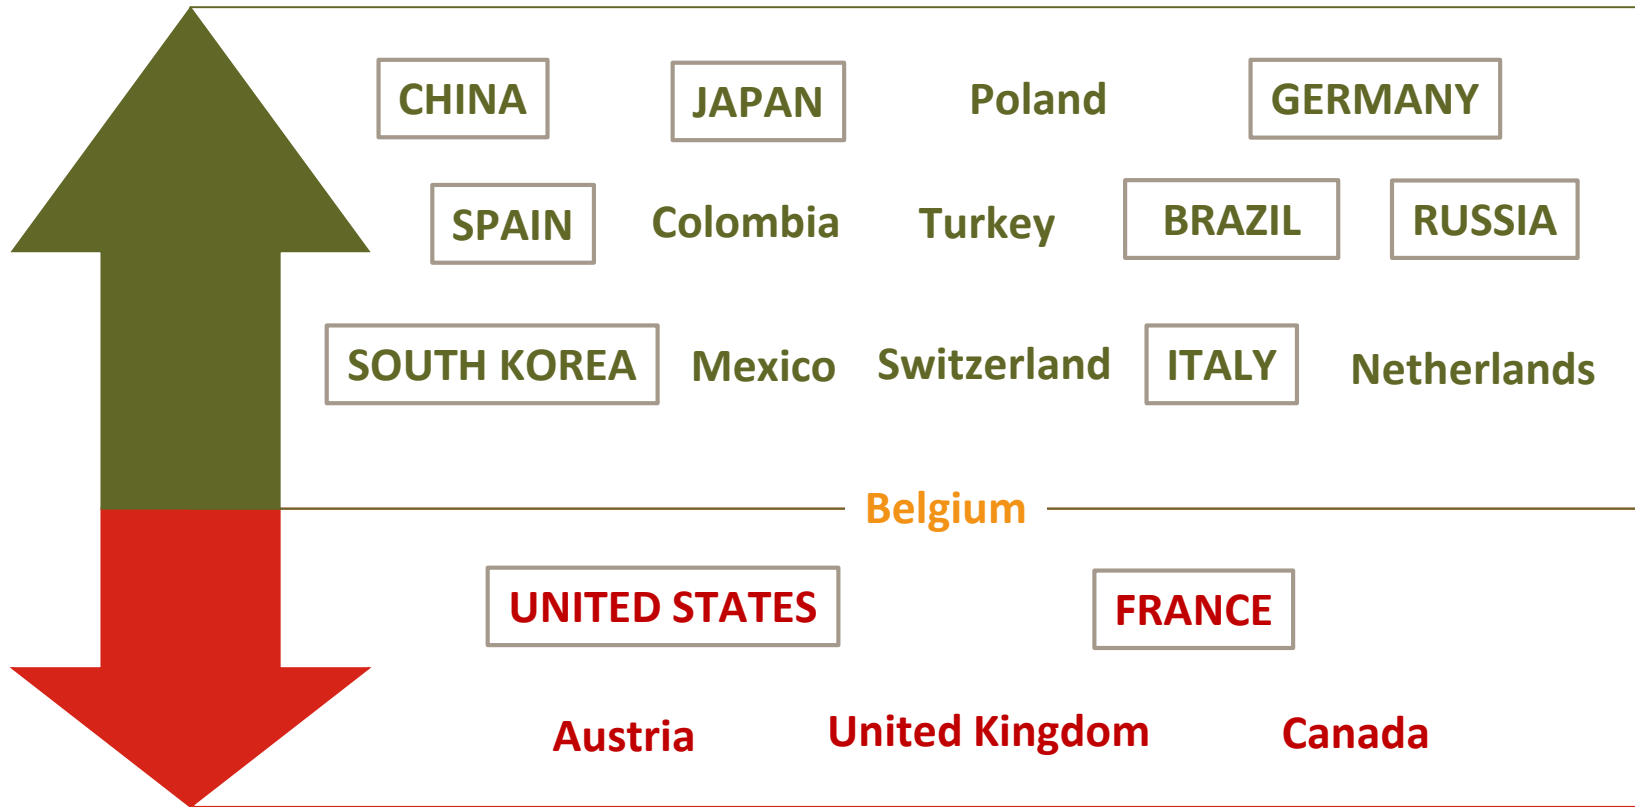 CHINA JAPAN Poland GERMANY
SPAIN Colombia Turkey BRAZIL RUSSIA
SOUTH KOREA Mexico Switzerland ITALY Netherlands
Belgium
UNITED STATES FRANCE
Austria United Kingdom Canada